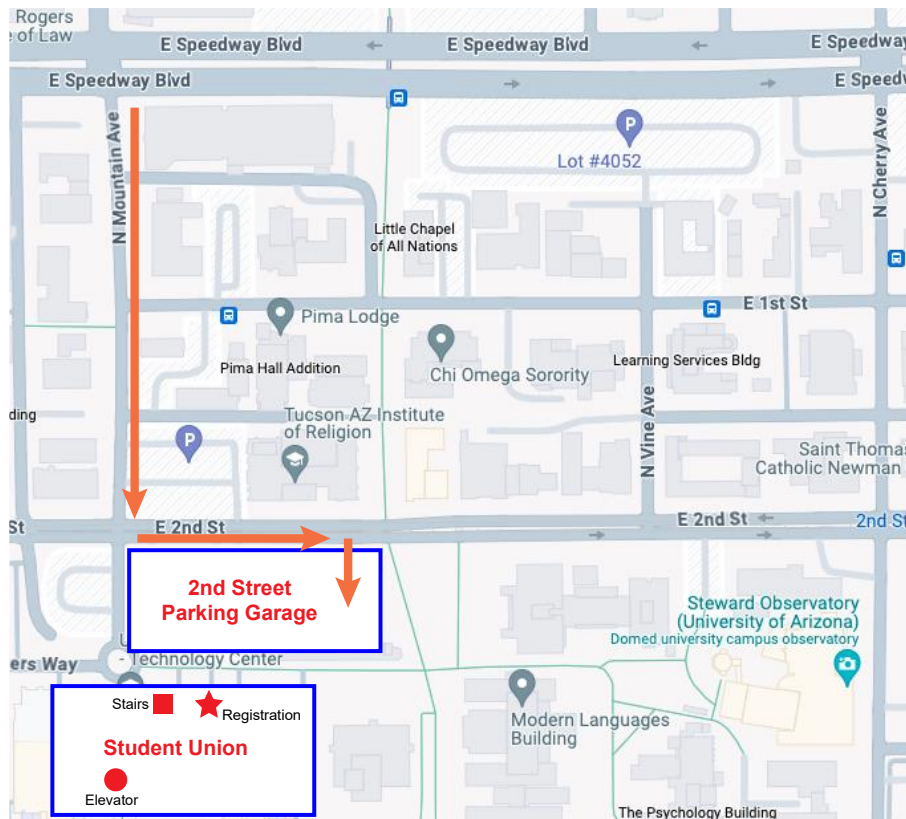 Rogers
e of Law
E Speedway Blvd
E Speedway Blvd
E Speedway Blvd
E Speedw
N Mountain Ave
P
Lot #4052
N Cherry Ave
Little Chapel
of All Nations
E 1st St
Pima Lodge
Pima Hall Addition
Chi Omega Sorority
Learning Services Bldg
ding
Tucson AZ Institute
of Religion
P
N Vine Ave
Saint Thomas
Catholic Newman
St
E 2nd St
E 2nd St
2nd St
2nd Street
Parking Garage
Steward Observatory
(University of Arizona)
Domed university campus observatory
U
- Technology Center
ers Way
Stairs
Registration
Student Union
Elevator
Modern Languages
Building
The Psychology Building